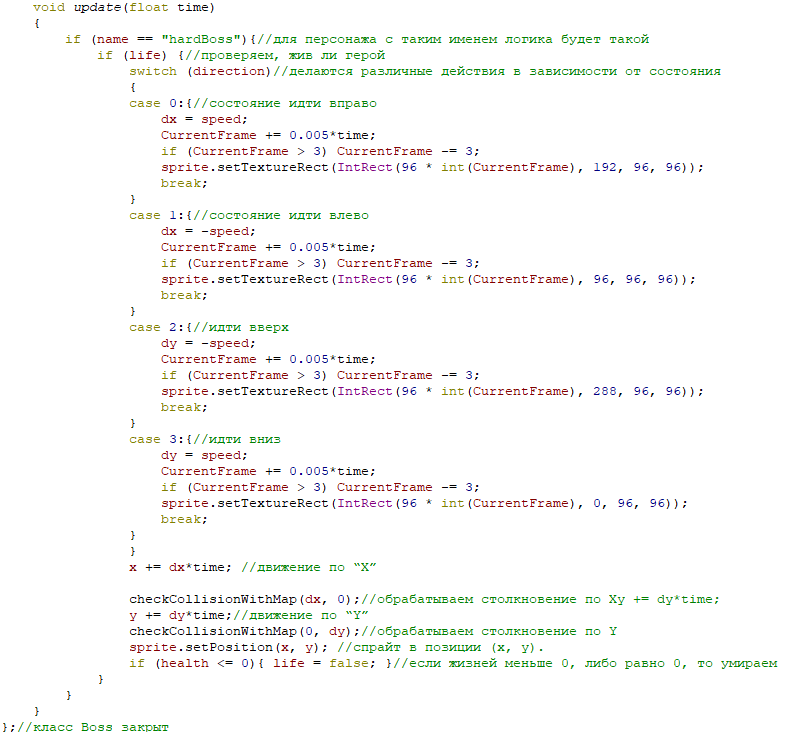 void update(float time)
{
if (name == "hardBoss"){//для персонажа с таким именем логика будет такой
if (life) {//проверяем, жив ли герой
switch (direction)//делаются различные действия в зависимости от состояния
{
case 0:{//состояние идти вправо
dx = speed;
CurrentFrame += 0.005*time;
if (CurrentFrame > 3) CurrentFrame -= 3;
sprite.setTextureRect(IntRect(96 * int(CurrentFrame), 192, 96, 96));
break;
}
case 1:{//состояние идти влево
dx = -speed;
CurrentFrame += 0.005*time;
if (CurrentFrame > 3) CurrentFrame -= 3;
sprite.setTextureRect(IntRect(96 * int(CurrentFrame), 96, 96, 96));
break;
}
case 2:{//идти вверх
dy = -speed;
CurrentFrame += 0.005*time;
if (CurrentFrame > 3) CurrentFrame -= 3;
sprite.setTextureRect(IntRect(96 * int(CurrentFrame), 288, 96, 96));
break;
}
case 3:{//идти вниз
dy = speed;
CurrentFrame += 0.005*time;
if (CurrentFrame > 3) CurrentFrame -= 3;
sprite.setTextureRect(IntRect(96 * int(CurrentFrame), 0, 96, 96));
break;
}
}
x += dx*time; //движение по “X”
checkCollisionWithMap(dx, 0);//обрабатываем столкновение по Xy += dy*time;
y += dy*time;//движение по “Y”
checkCollisionWithMap(0, dy);//обрабатываем столкновение по Y
sprite.setPosition(x, y); //спрайт в позиции (x, y).
if (health <= 0){ life = false; }//если жизней меньше 0, либо равно 0, то умираем
}
}
}
};//класс Boss закрыт